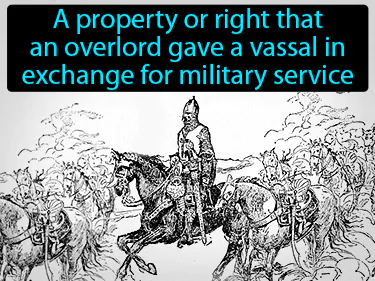 A property or right that
an overlord gave a vassal in
exchange for military service